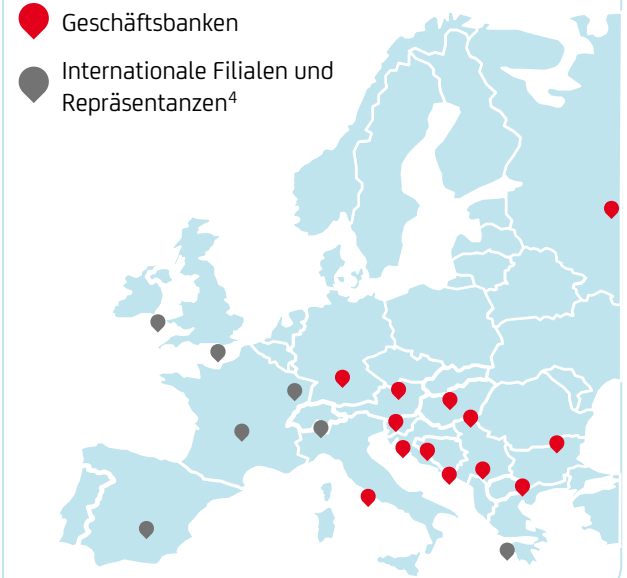 Geschäftsbanken
Internationale Filialen und
Repräsentanzen⁴